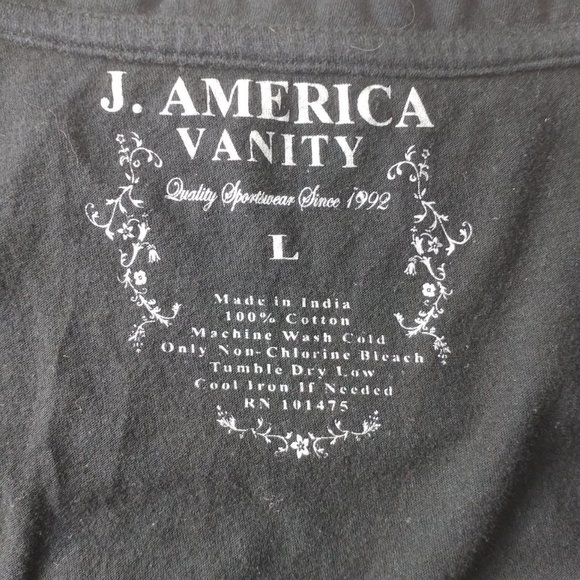 J. AMERICA
VANITY
Quality Sportswear Since 1992
L
Made in India
100% Cotton
Machine Wash Cold
Only Non-Chlorine Bleach
Tumble Dry Low
Cool Iron If Needed
RN 101475